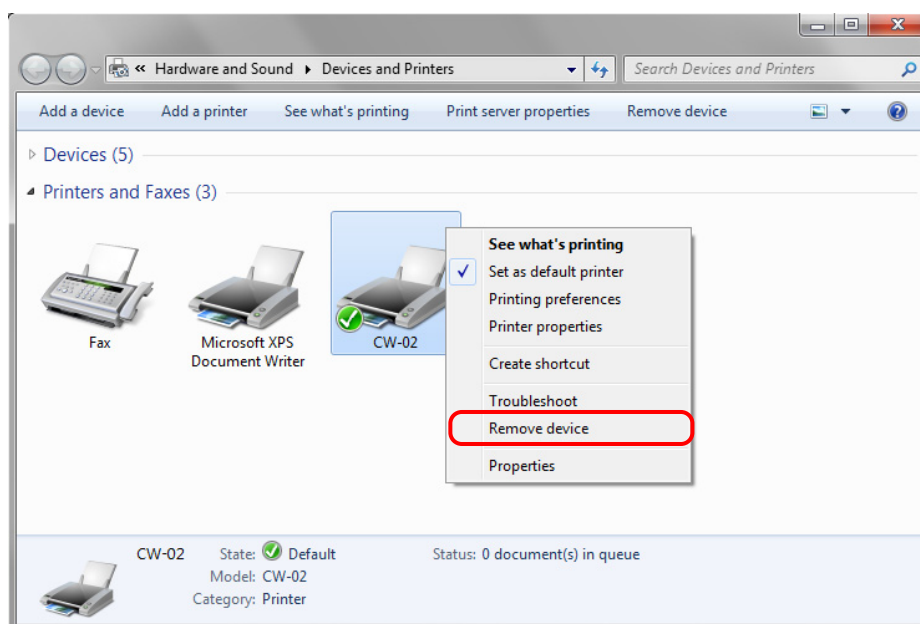 « Hardware and Sound ▸ Devices and Printers Search Devices and Printers
Add a device Add a printer See what's printing Print server properties Remove device
Devices (5)
Printers and Faxes (3)
Fax
Microsoft XPS
Document Writer
CW-02
See what's printing
Set as default printer
Printing preferences
Printer properties
Create shortcut
Troubleshoot
Remove device
Properties
CW-02 State: Default Status: 0 document(s) in queue
Model: CW-02
Category: Printer